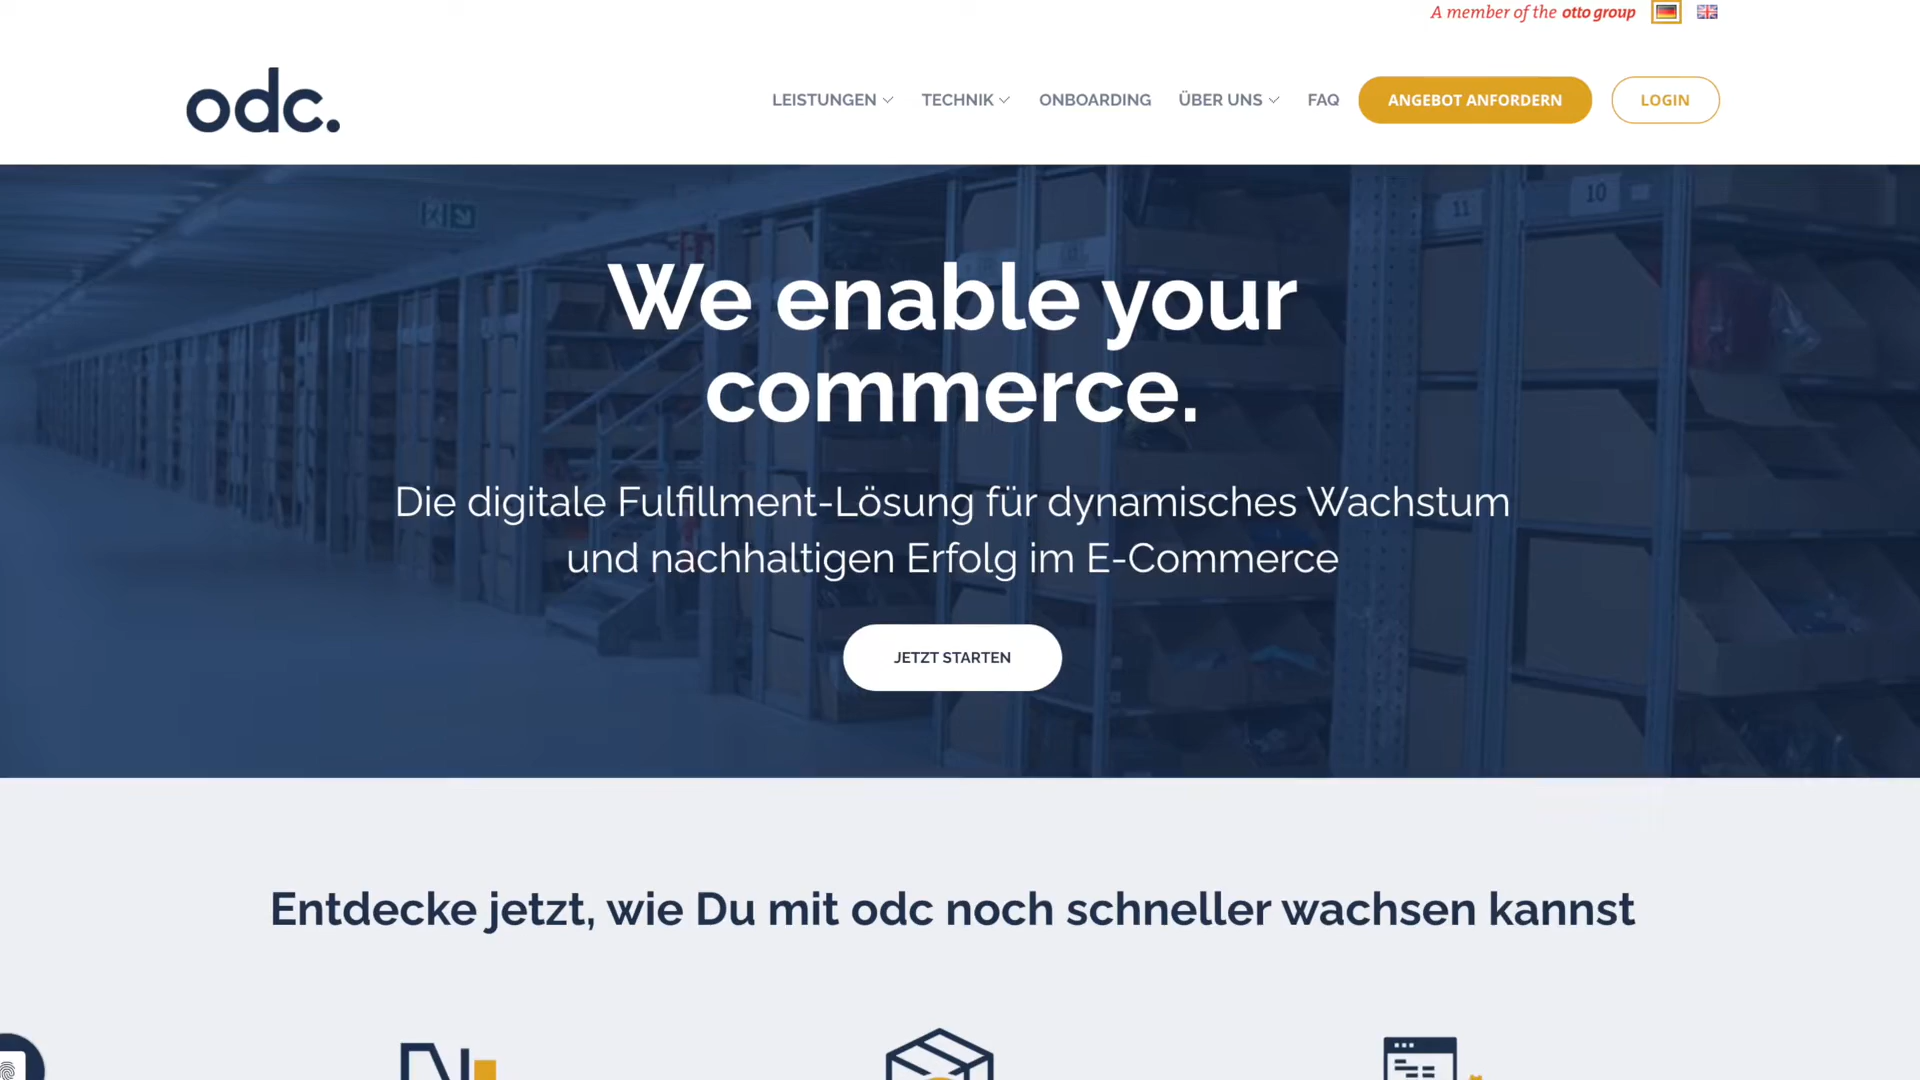 A member of the otto group
odc.
LEISTUNGEN
TECHNIK
ONBOARDING
ÜBER UNS
FAQ
ANGEBOT ANFORDERN
LOGIN
11
10
We enable your
commerce.
Die digitale Fulfillment-Lösung für dynamisches Wachstum
und nachhaltigen Erfolg im E-Commerce
JETZT STARTEN
Entdecke jetzt, wie Du mit odc noch schneller wachsen kannst